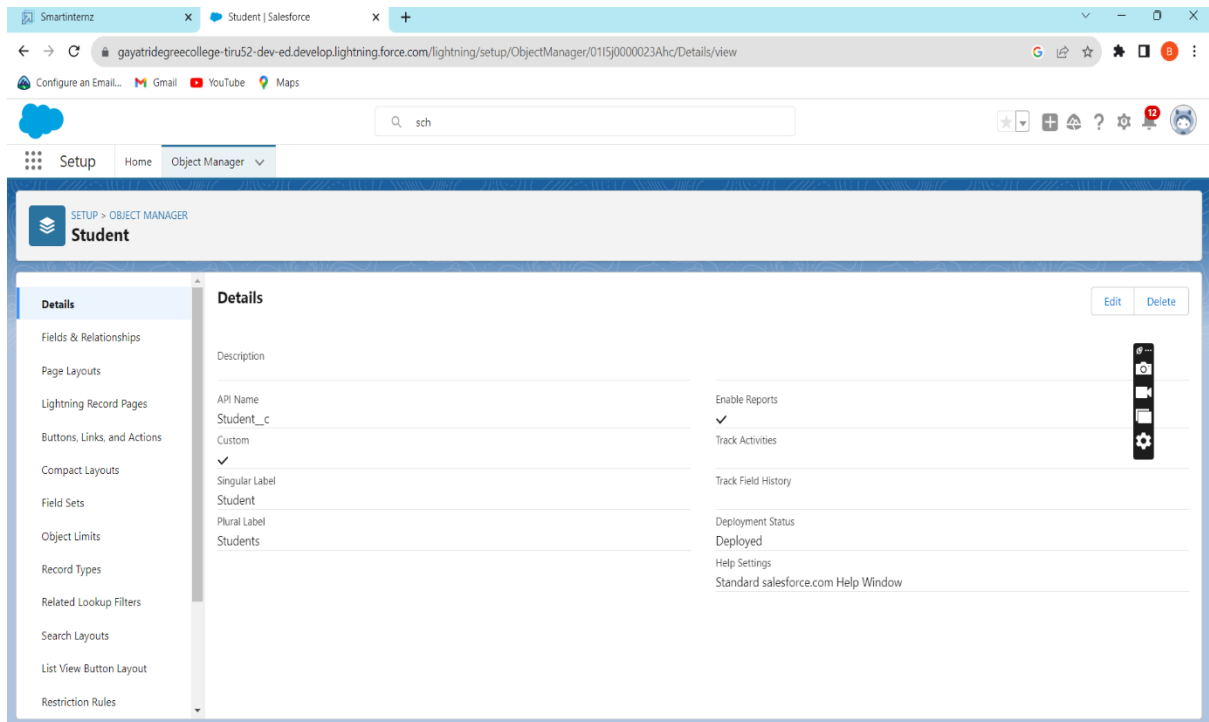 Smartinternz
Student | Salesforce
gayatridegreecollege-tiru52-dev-ed.develop.lightning.force.com/lightning/setup/ObjectManager/01I5j0000023Ahc/Details/view
G
B
Configure an Email... Gmail YouTube Maps
sch
12
Setup Home Object Manager
SETUP > OBJECT MANAGER
Student
Details
Fields & Relationships
Page Layouts
Lightning Record Pages
Buttons, Links, and Actions
Compact Layouts
Field Sets
Object Limits
Record Types
Related Lookup Filters
Search Layouts
List View Button Layout
Restriction Rules
Details
Edit Delete
Description
API Name
Student__c
Custom
Singular Label
Student
Plural Label
Students
Enable Reports
Track Activities
Track Field History
Deployment Status
Deployed
Help Settings
Standard salesforce.com Help Window